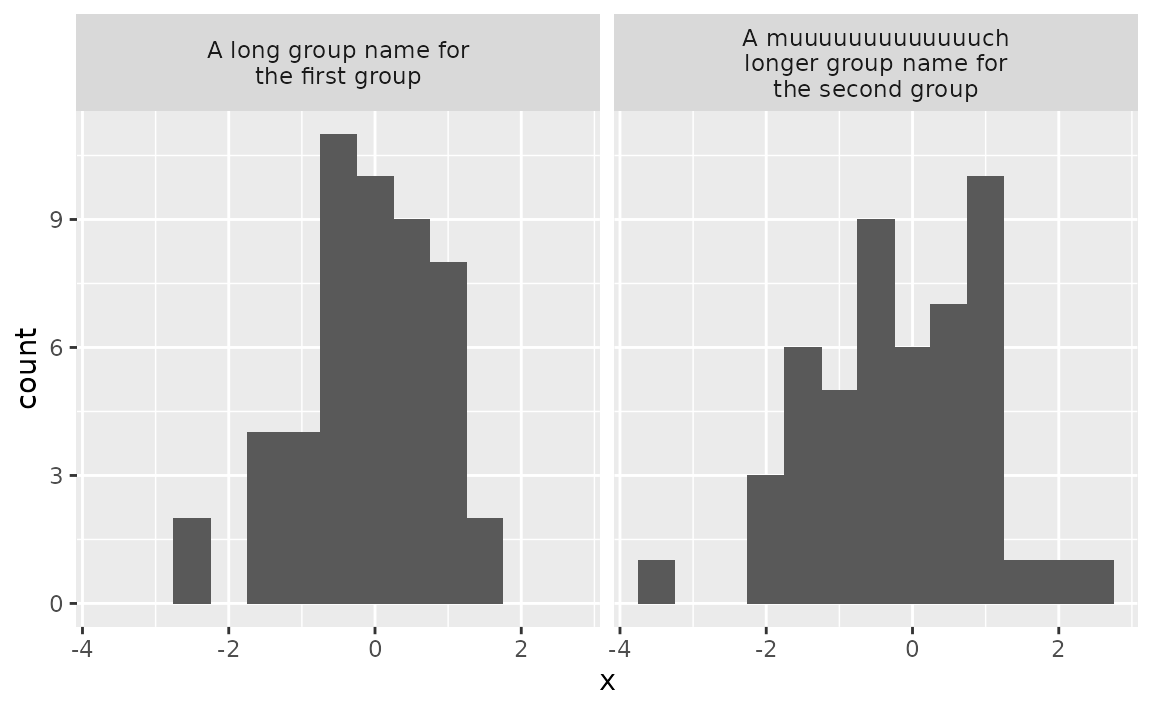 A long group name for
the first group
A muuuuuuuuuuuuuch
longer group name for
the second group
count
9
6
3
0
-4 -2 0 2
-4 -2 0 2
x